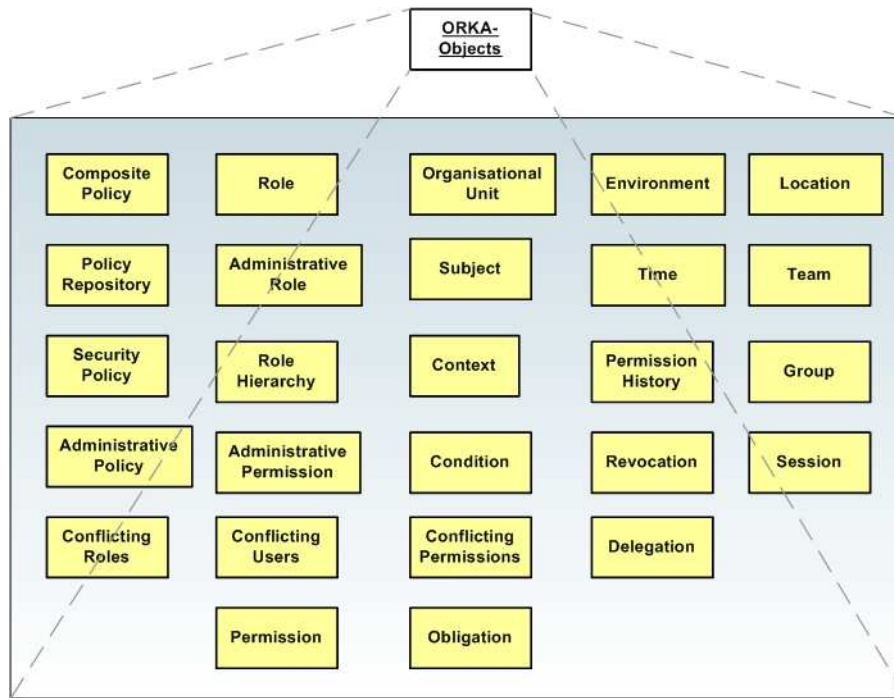 ORKA-
Objects
Composite
Policy
Role
Organisational
Unit
Environment
Location
Policy
Repository
Administrative
Role
Subject
Time
Team
Security
Policy
Role
Hierarchy
Context
Permission
History
Group
Administrative
Policy
Administrative
Permission
Condition
Revocation
Session
Conflicting
Roles
Conflicting
Users
Conflicting
Permissions
Delegation
Permission
Obligation